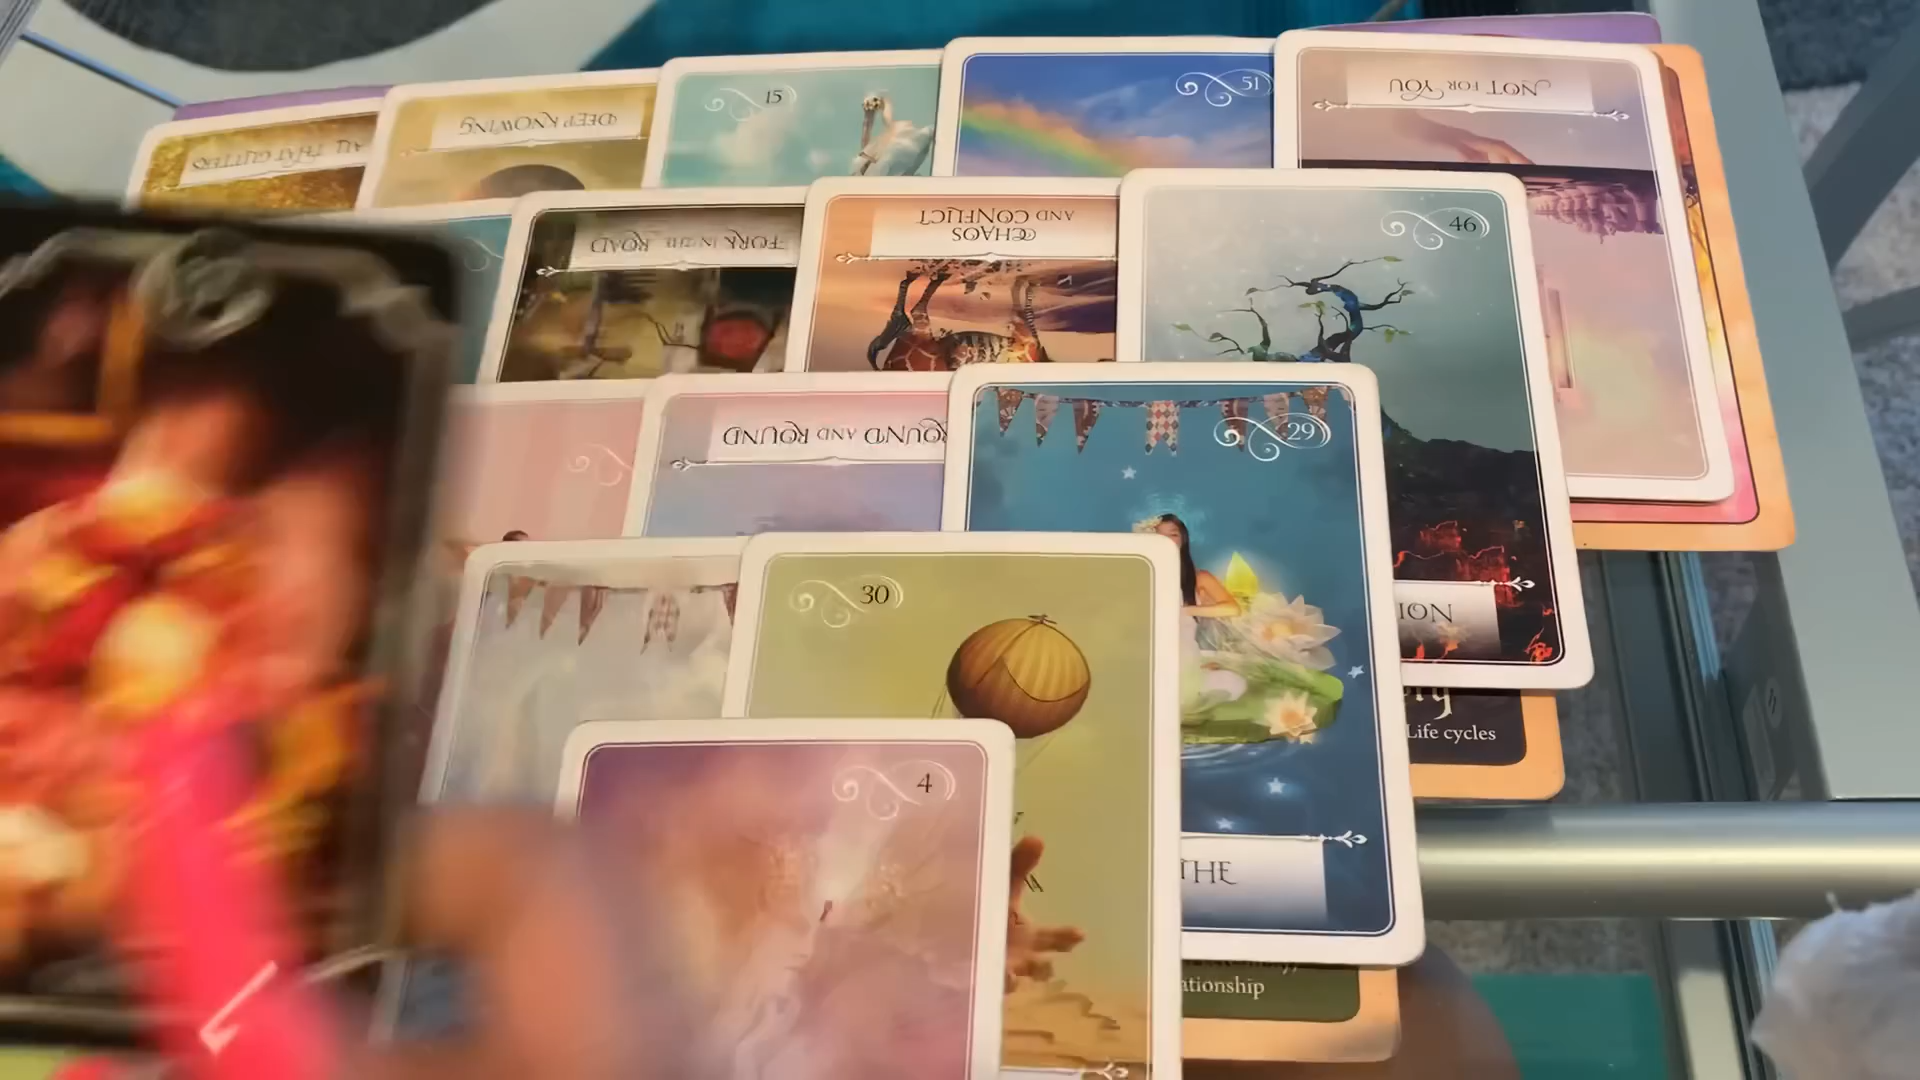 NOT FOR YOU
51
15
DEEP KNOWING
ALL THAT GLITTERS
46
CHAOS
AND CONFLICT
FORK IN THE ROAD
29
ROUND AND ROUND
30
NOI
Life cycles
4
THE
ationship